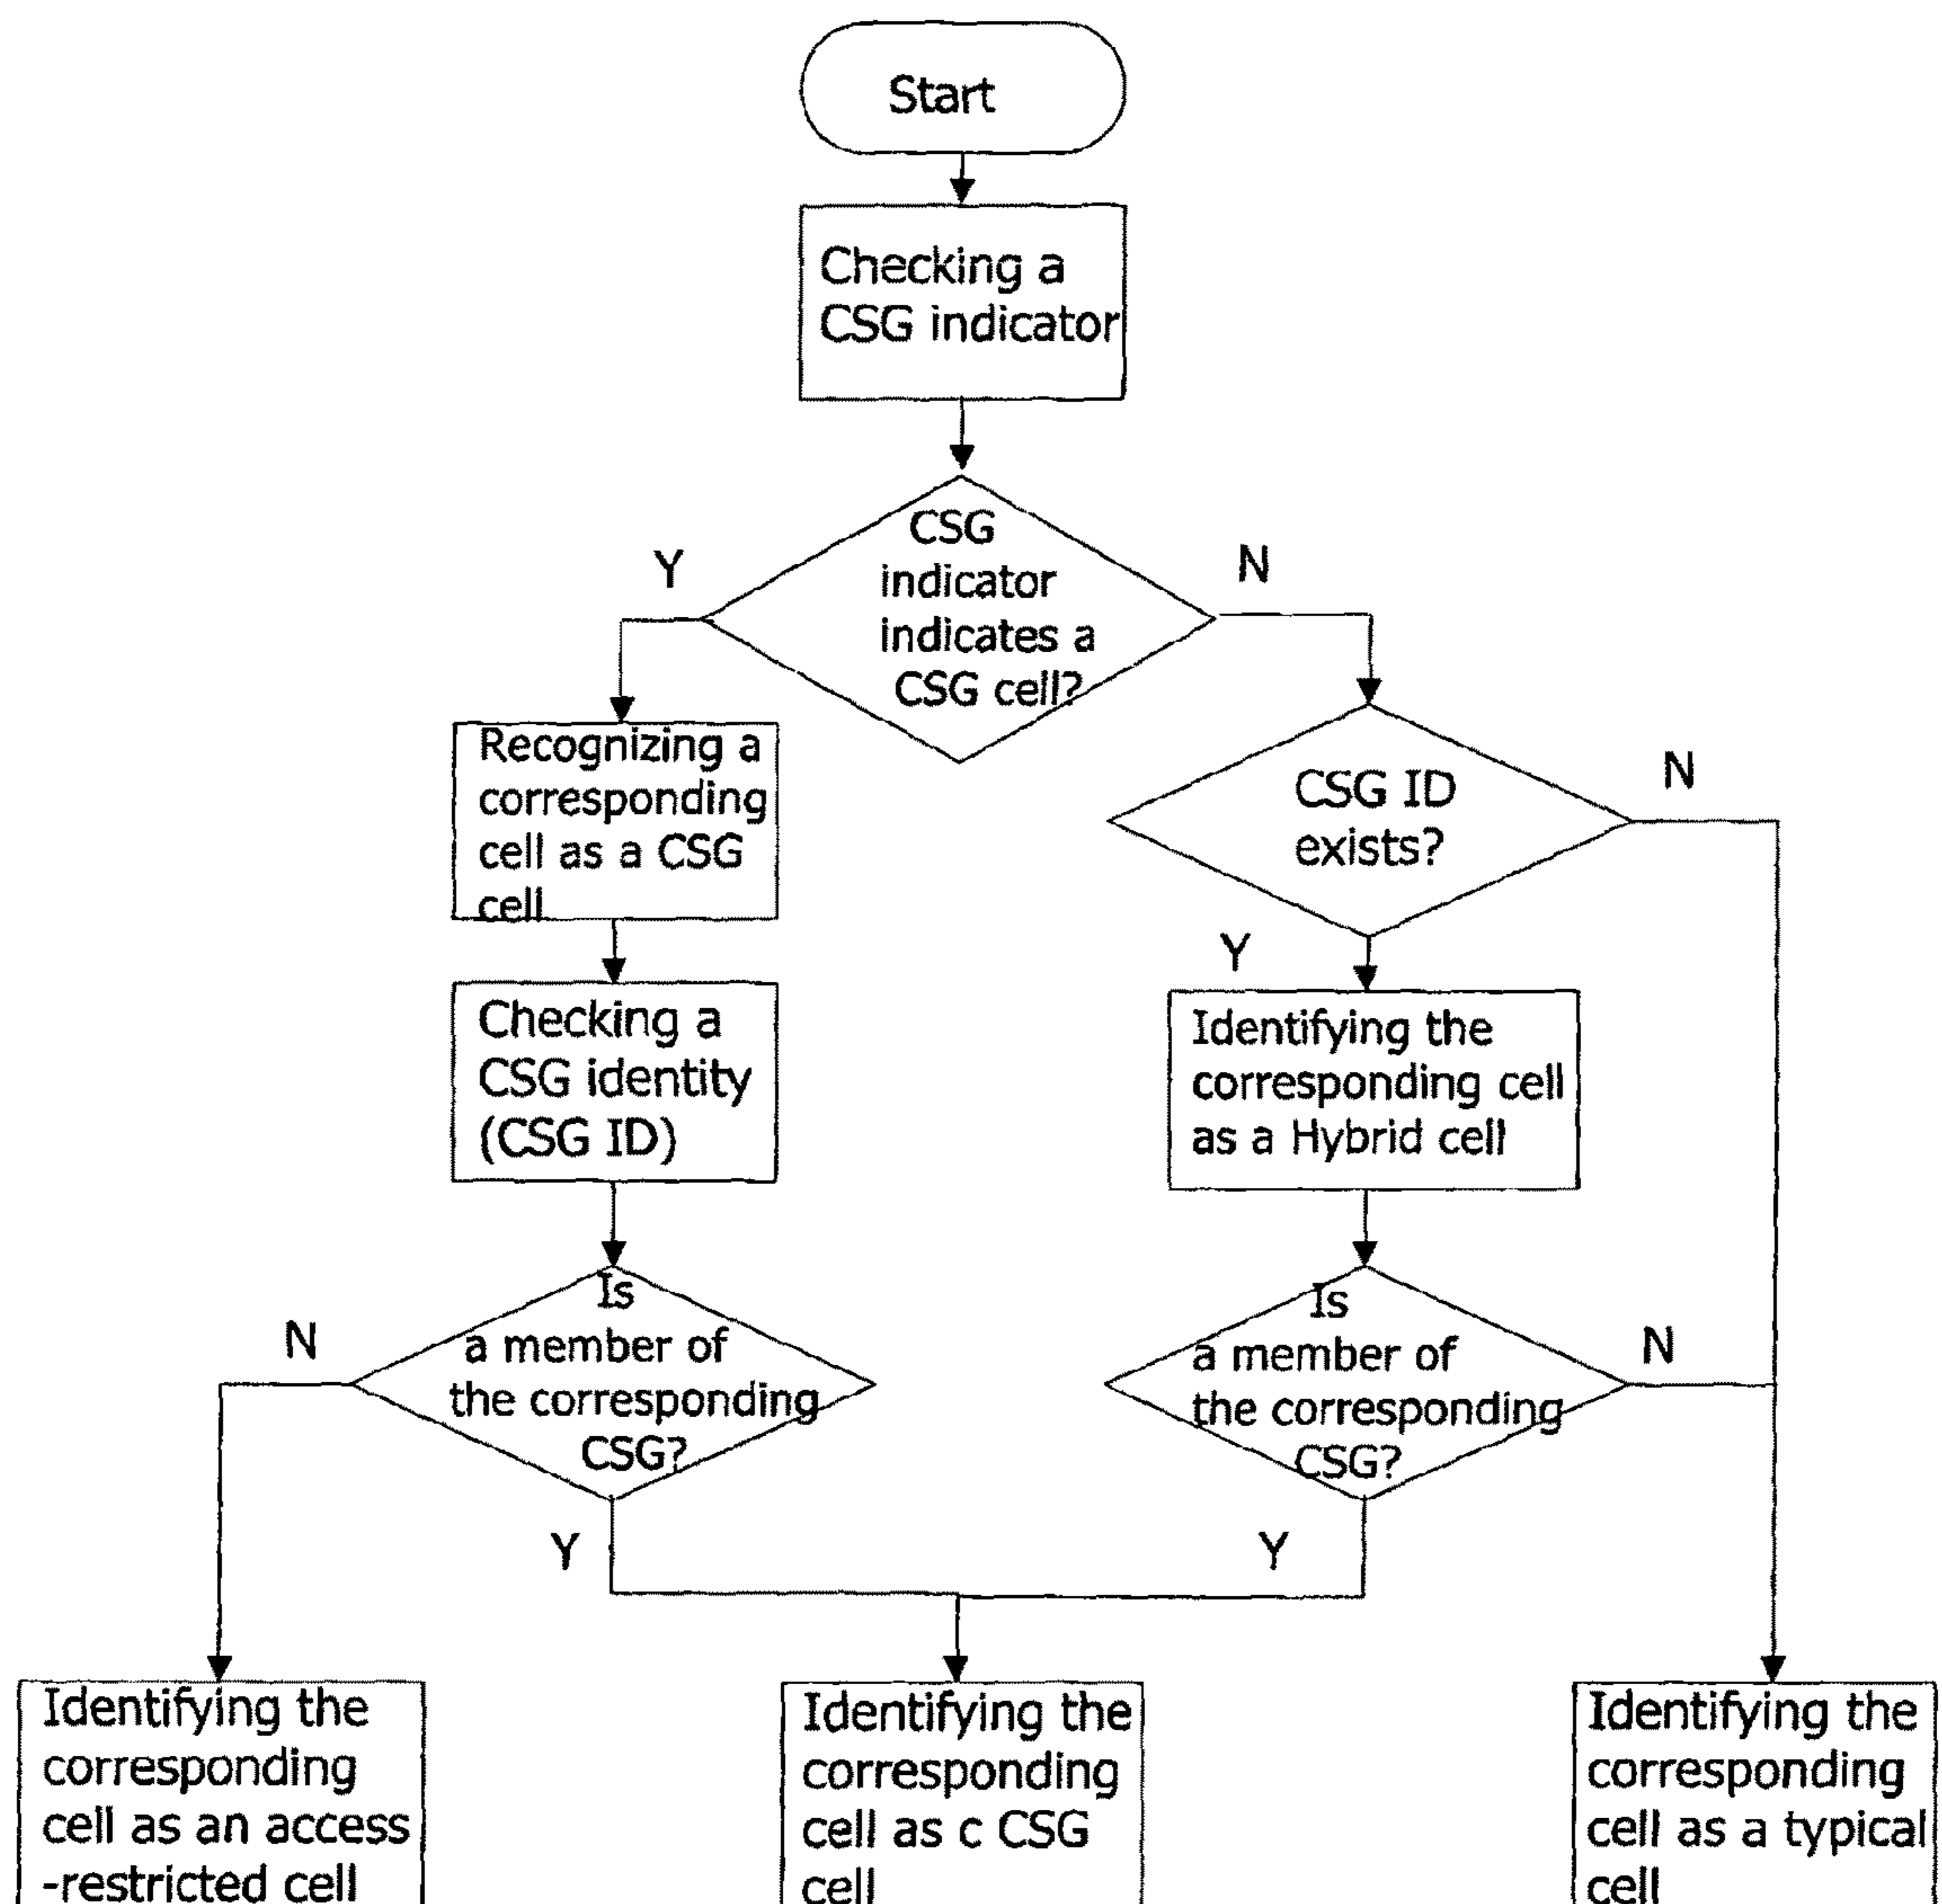 Start
Checking a
CSG indicator
CSG
indicator
indicates a
CSG cell?
Y
N
Recognizing a
corresponding
cell as a CSG
cell
CSG ID
exists?
N
Y
Checking a
CSG identity
(CSG ID)
Identifying the
corresponding cell
as a Hybrid cell
Is
a member of
the corresponding
CSG?
N
Y
Is
a member of
the corresponding
CSG?
N
Y
Identifying the
corresponding
cell as an access
-restricted cell
Identifying the
corresponding
cell as c CSG
cell
Identifying the
corresponding
cell as a typical
cell